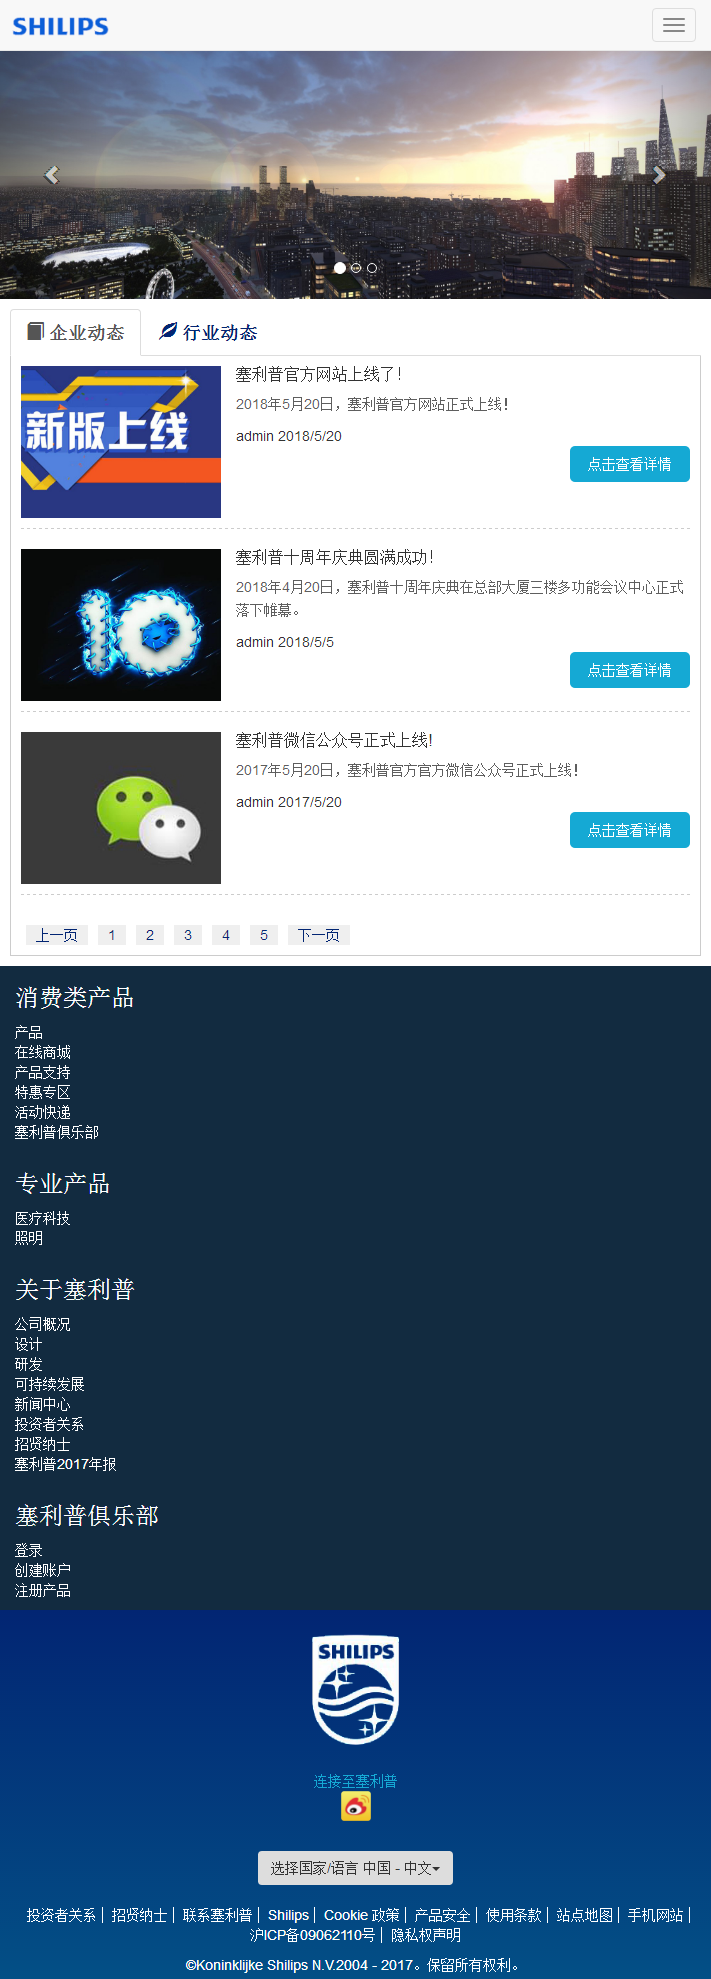 SHILIPS
企业动态
行业动态
新版上线
塞利普官方网站上线了!
2018年5月20日，塞利普官方网站正式上线!
admin 2018/5/20
点击查看详情
10
塞利普十周年庆典圆满成功!
2018年4月20日，塞利普十周年庆典在总部大厦三楼多功能会议中心正式
落下帷幕。
admin 2018/5/5
点击查看详情
塞利普微信公众号正式上线!
2017年5月20日，塞利普官方官方微信公众号正式上线!
admin 2017/5/20
点击查看详情
上一页 1 2 3 4 5 下一页
消费类产品
产品
在线商城
产品支持
特惠专区
活动快递
塞利普俱乐部
专业产品
医疗科技
照明
关于塞利普
公司概况
设计
研发
可持续发展
新闻中心
投资者关系
招贤纳士
塞利普2017年报
塞利普俱乐部
登录
创建账户
注册产品
SHILIPS
连接至塞利普
选择国家/语言 中国 - 中文
投资者关系 | 招贤纳士 | 联系塞利普 | Shilips | Cookie 政策 | 产品安全 | 使用条款 | 站点地图 | 手机网站 |
沪ICP备09062110号 | 隐私权声明
©Koninklijke Shilips N.V.2004 - 2017。保留所有权利。